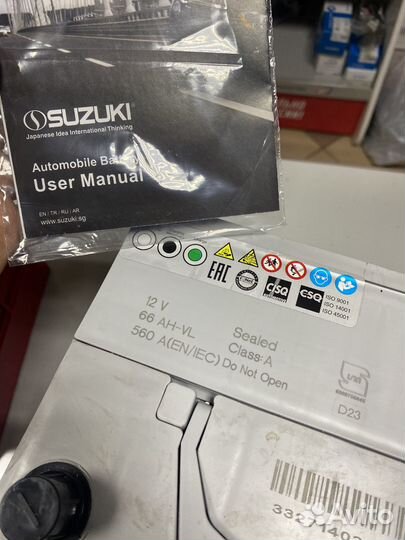 SUZUKI
Japanese Idea International Thinking
Automobile
User Manual
EN / TR / RU / AR
www.suzuki.sg
EAC
CSQ
CSQ
ISO 9001
ISO 14001
ISO 45001
12 V
66 AH-VL
560 A(EN/IEC)
Sealed
Class:A
Do Not Open
D23
Avito